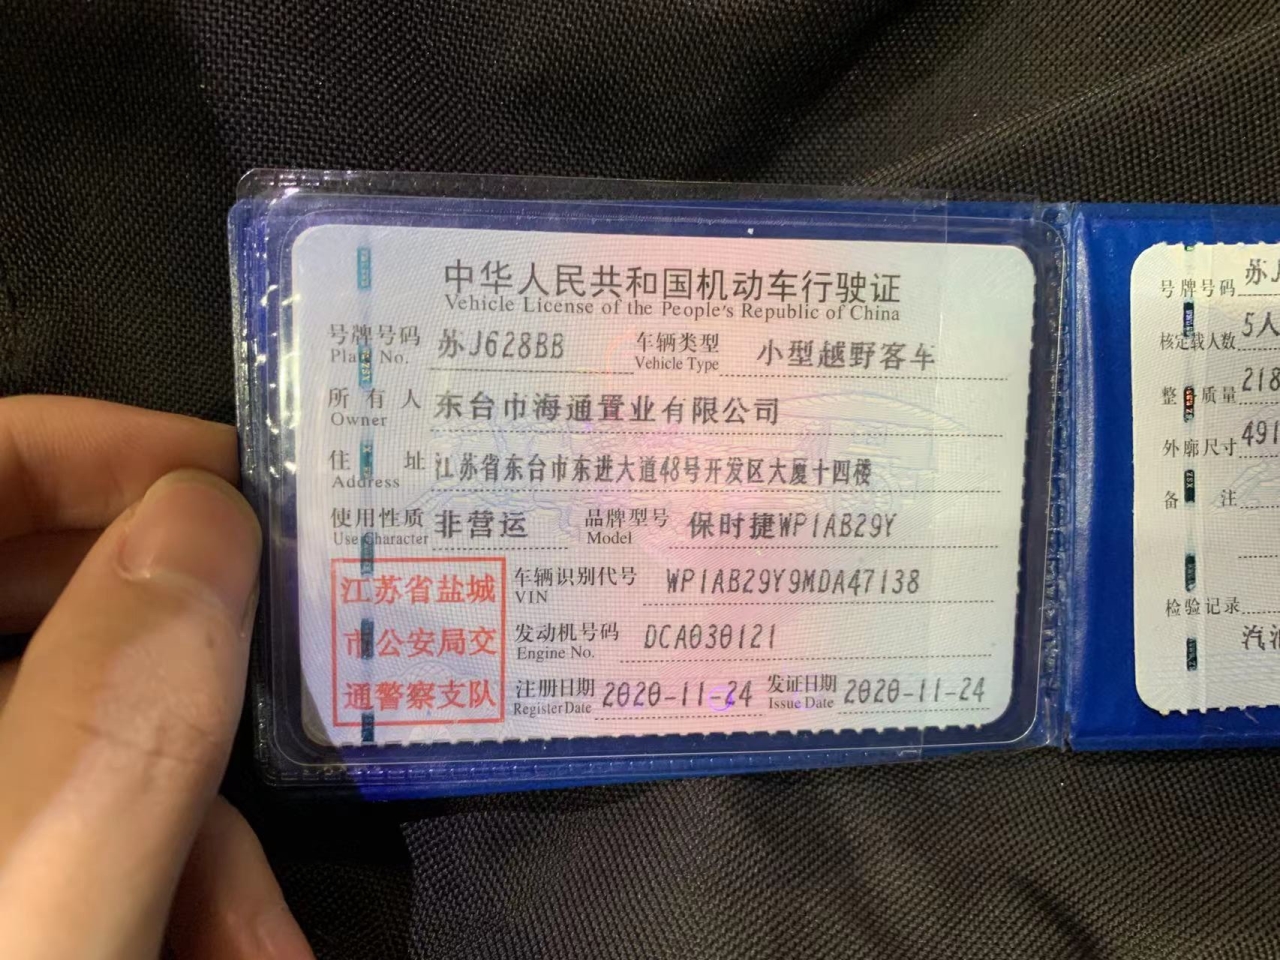 中华人民共和国机动车行驶证
Vehicle License of the People's Republic of China
号牌号码 苏J628BB 车辆类型 小型越野客车
Plate No. Vehicle Type
所有人 东台市海通置业有限公司
Owner
住址 江苏省东台市东进大道48号开发区大厦十四楼
Address
使用性质 非营运 品牌型号 保时捷WP1AB29Y
Use Character Model
江苏省盐城
市公安局交
通警察支队
车辆识别代号 WP1AB29Y9MDA47138
VIN
发动机号码 DCA030121
Engine No.
注册日期 2020-11-24 发证日期 2020-11-24
Register Date Issue Date
号牌号码 苏J
核定载人数 5人
整 质量 218
外廓尺寸 491
备注
检验记录
汽油